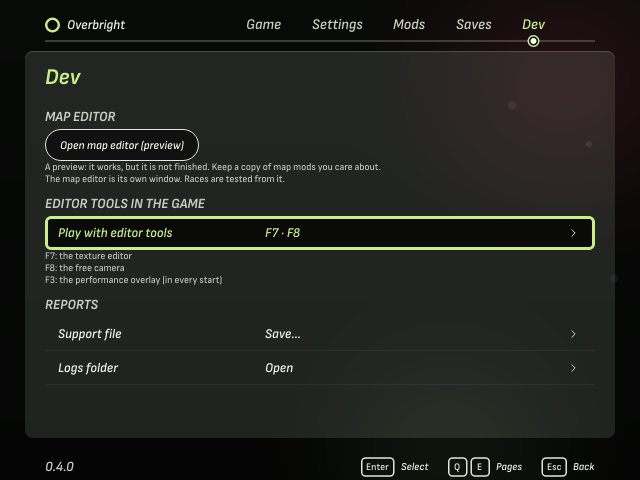 Overbright
Game
Settings
Mods
Saves
Dev
Dev
MAP EDITOR
Open map editor (preview)
A preview: it works, but it is not finished. Keep a copy of map mods you care about.
The map editor is its own window. Races are tested from it.
EDITOR TOOLS IN THE GAME
Play with editor tools F7 · F8
F7: the texture editor
F8: the free camera
F3: the performance overlay (in every start)
REPORTS
Support file Save...
Logs folder Open
0.4.0
Enter Select Q E Pages Esc Back